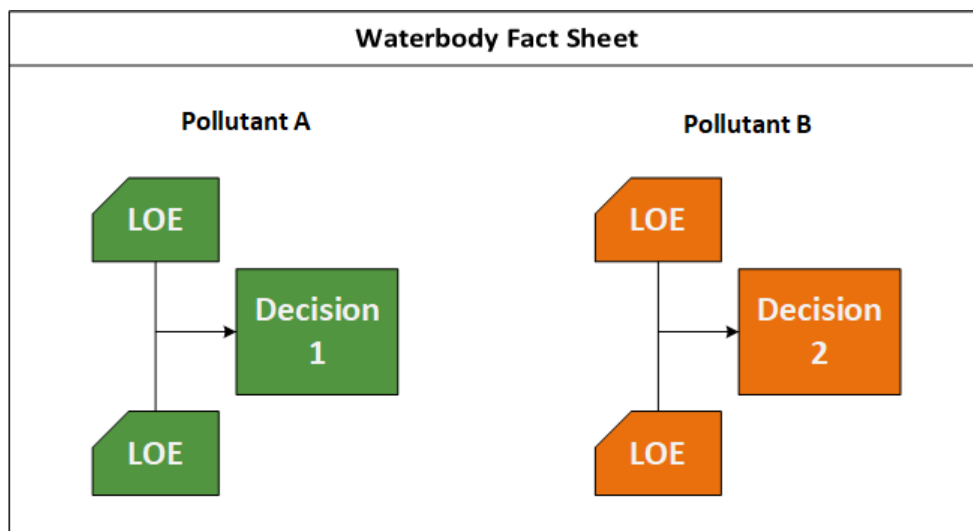 Waterbody Fact Sheet
Pollutant A
LOE
Decision
1
LOE
Pollutant B
LOE
Decision
2
LOE